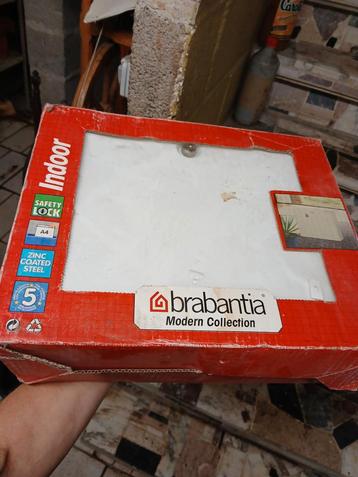 Indoor
SAFETY
LOCK
A4
ZINC
COATED
STEEL
5
brabantia
Modern Collection